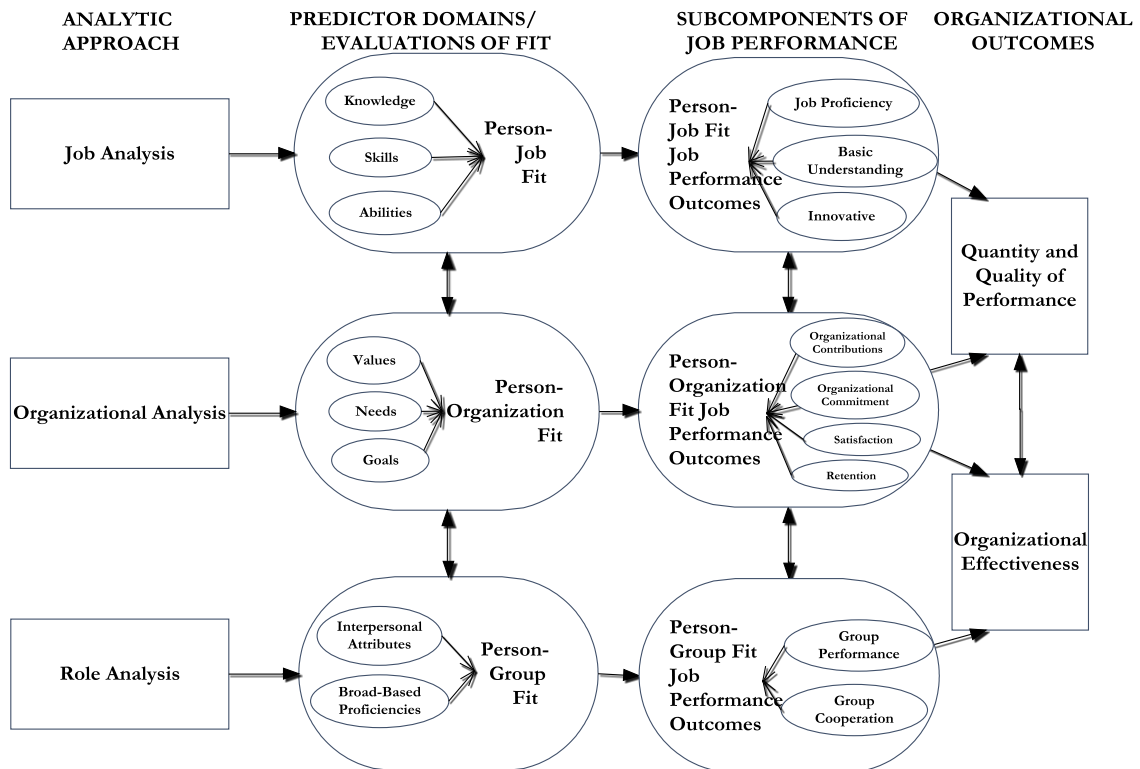 ANALYTIC
APPROACH
PREDICTOR DOMAINS/
EVALUATIONS OF FIT
SUBCOMPONENTS OF
JOB PERFORMANCE
ORGANIZATIONAL
OUTCOMES
Job Analysis
Knowledge
Skills
Abilities
Person-
Job
Fit
Person-
Job Fit
Job
Performance
Outcomes
Job Proficiency
Basic
Understanding
Innovative
Quantity and
Quality of
Performance
Organizational Analysis
Values
Needs
Goals
Person-
Organization
Fit
Person-
Organization
Fit Job
Performance
Outcomes
Organizational
Contributions
Organizational
Commitment
Satisfaction
Retention
Organizational
Effectiveness
Role Analysis
Interpersonal
Attributes
Broad-Based
Proficiencies
Person-
Group
Fit
Person-
Group Fit
Job
Performance
Outcomes
Group
Performance
Group
Cooperation